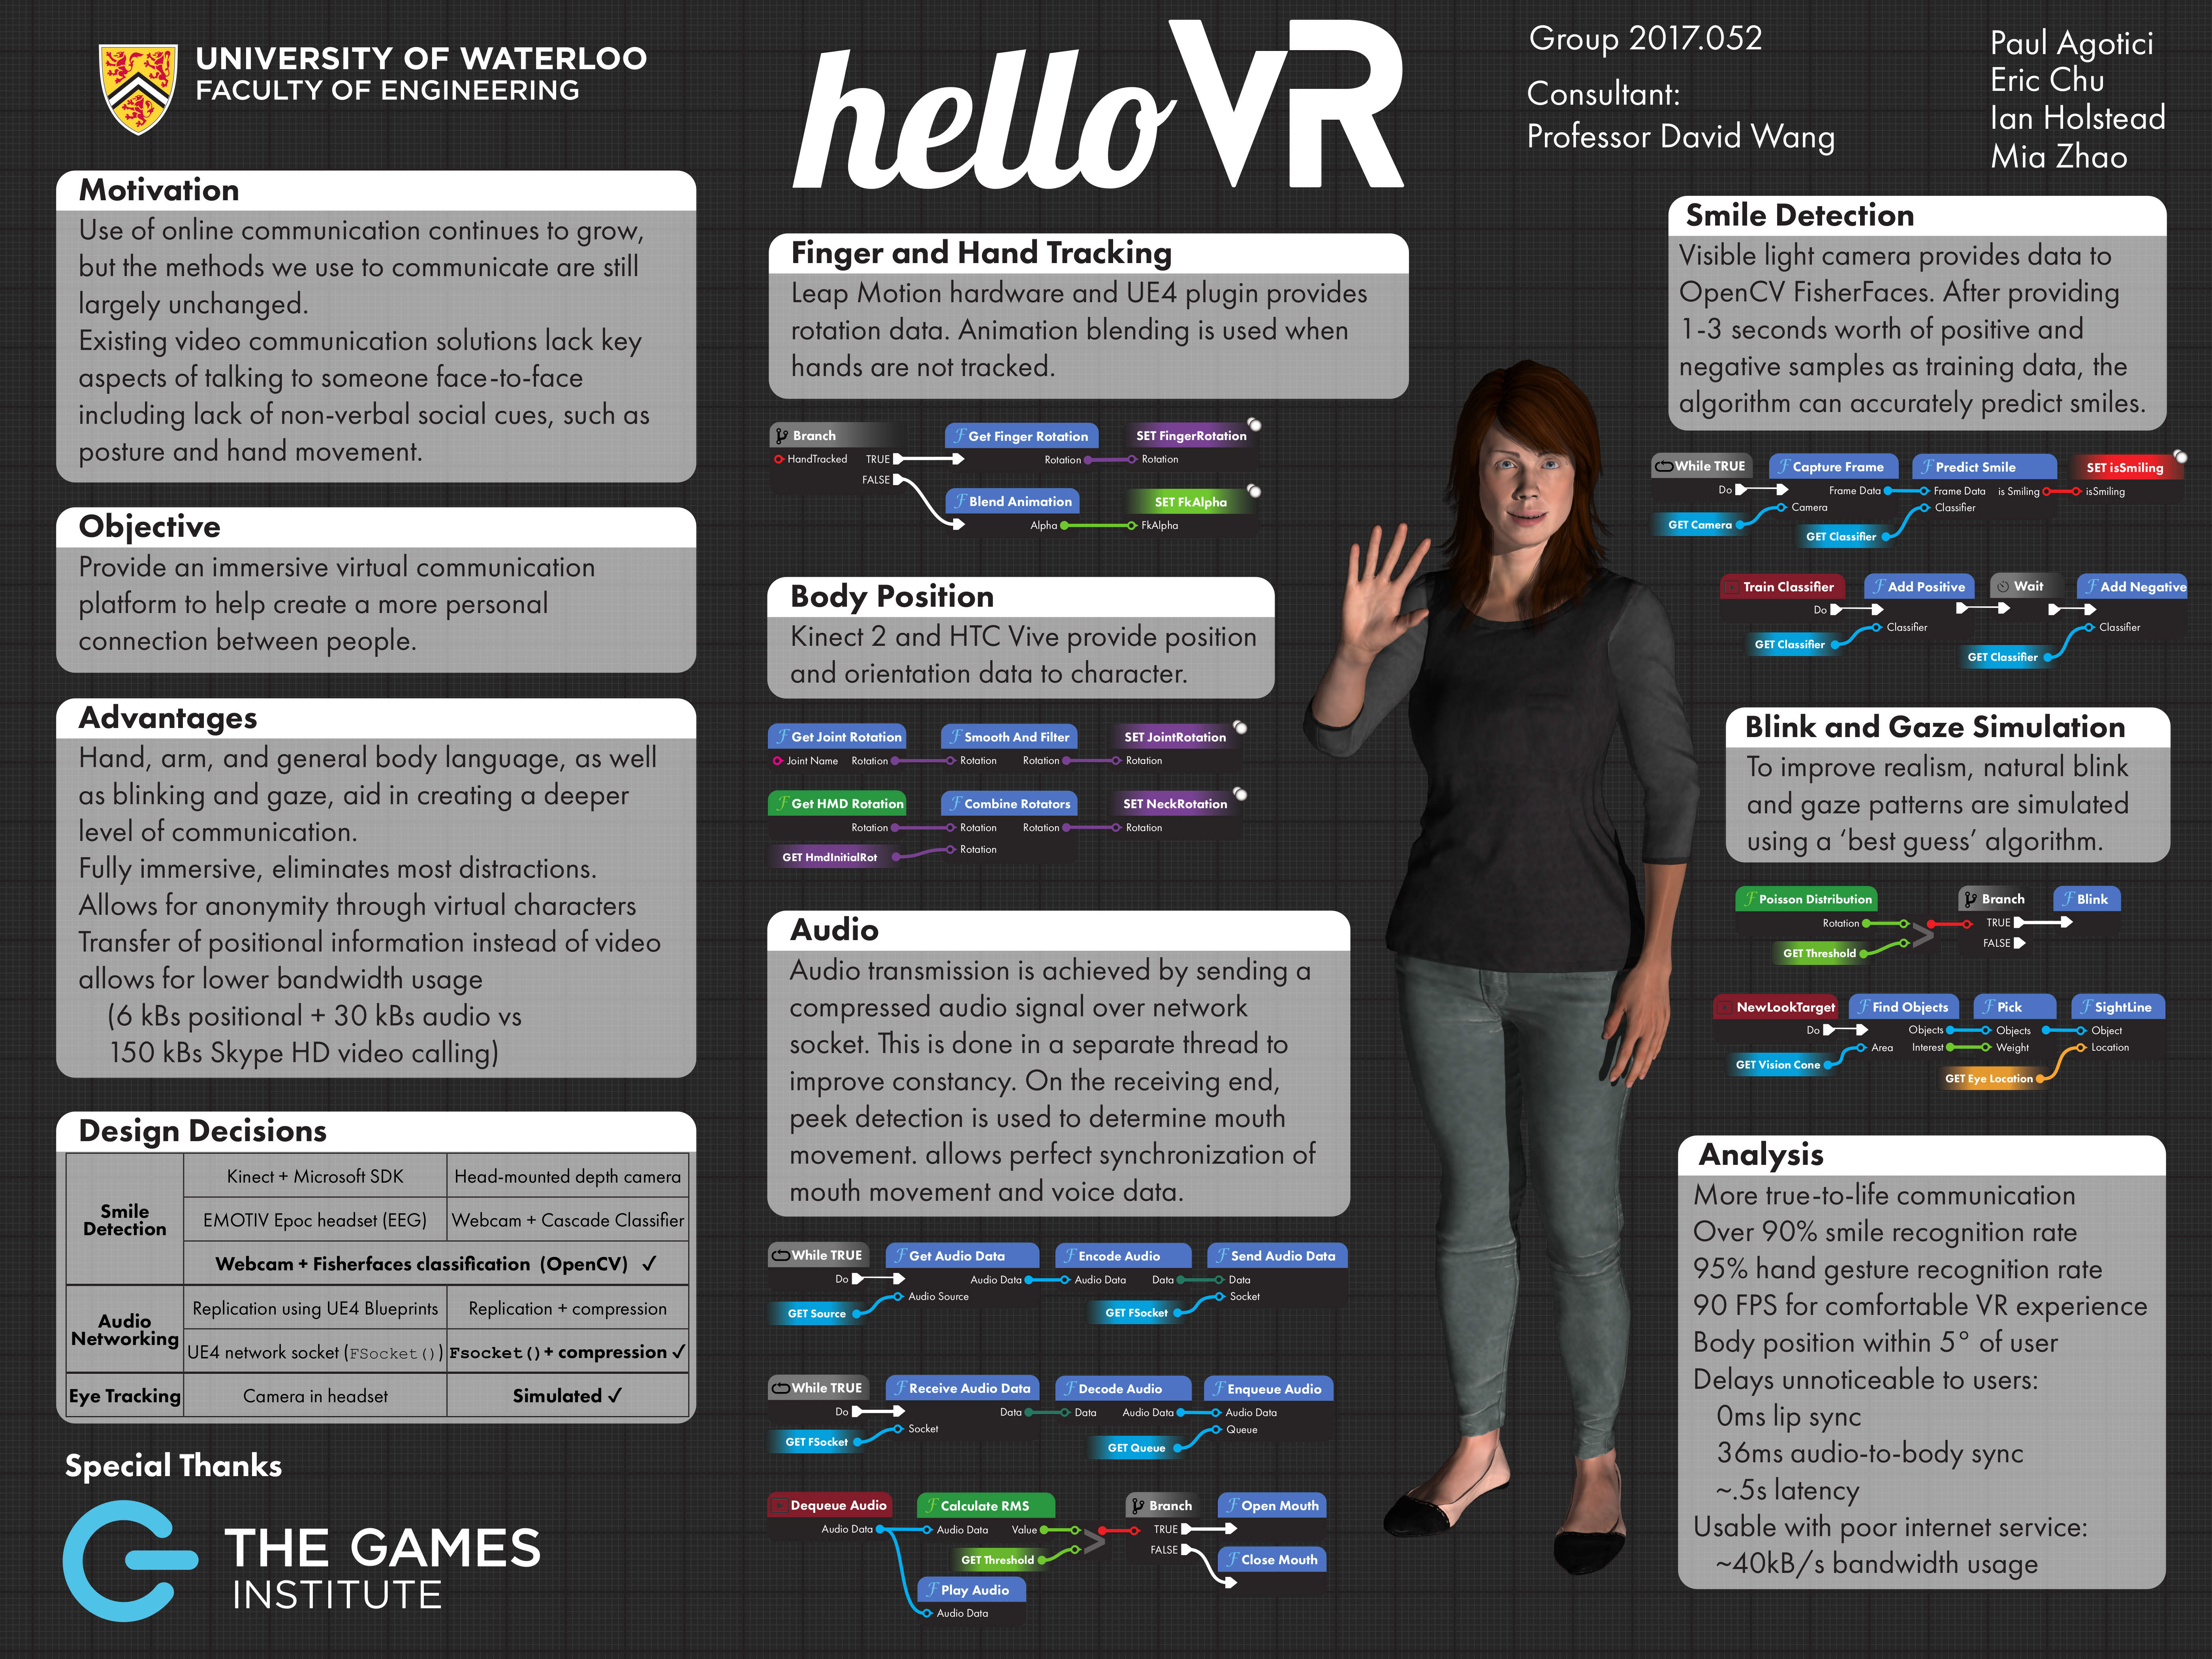 UNIVERSITY OF WATERLOO
FACULTY OF ENGINEERING
hello VR
Group 2017.052
Consultant:
Professor David Wang
Paul Agotici
Eric Chu
Ian Holstead
Mia Zhao
Motivation
Use of online communication continues to grow,
but the methods we use to communicate are still
largely unchanged.
Existing video communication solutions lack key
aspects of talking to someone face-to-face
including lack of non-verbal social cues, such as
posture and hand movement.
Objective
Provide an immersive virtual communication
platform to help create a more personal
connection between people.
Advantages
Hand, arm, and general body language, as well
as blinking and gaze, aid in creating a deeper
level of communication.
Fully immersive, eliminates most distractions.
Allows for anonymity through virtual characters
Transfer of positional information instead of video
allows for lower bandwidth usage
(6 kBs positional + 30 kBs audio vs
150 kBs Skype HD video calling)
Design Decisions
Smile
Detection
Kinect + Microsoft SDK
Head-mounted depth camera
EMOTIV Epoc headset (EEG)
Webcam + Cascade Classifier
Webcam + Fisherfaces classification (OpenCV) ✓
Audio
Networking
Replication using UE4 Blueprints
Replication + compression
UE4 network socket (FSocket())
Fsocket()+ compression ✓
Eye Tracking
Camera in headset
Simulated ✓
Special Thanks
THE GAMES
INSTITUTE
Finger and Hand Tracking
Leap Motion hardware and UE4 plugin provides
rotation data. Animation blending is used when
hands are not tracked.
Branch
HandTracked TRUE
FALSE
Get Finger Rotation
Rotation
SET FingerRotation
Rotation
Blend Animation
Alpha
SET FkAlpha
FkAlpha
Body Position
Kinect 2 and HTC Vive provide position
and orientation data to character.
Get Joint Rotation
Joint Name Rotation
Smooth And Filter
Rotation Rotation
SET JointRotation
Rotation
Get HMD Rotation
Rotation
GET HmdInitialRot
Combine Rotators
Rotation Rotation
Rotation
SET NeckRotation
Rotation
Audio
Audio transmission is achieved by sending a
compressed audio signal over network
socket. This is done in a separate thread to
improve constancy. On the receiving end,
peek detection is used to determine mouth
movement. allows perfect synchronization of
mouth movement and voice data.
While TRUE
Do
GET Source
Get Audio Data
Audio Data
Audio Source
Encode Audio
Audio Data Data
GET FSocket
Send Audio Data
Data
Socket
While TRUE
Do
GET FSocket
Receive Audio Data
Data
Socket
Decode Audio
Data Audio Data
GET Queue
Enqueue Audio
Audio Data
Queue
Dequeue Audio
Audio Data
Calculate RMS
Audio Data Value
GET Threshold
>
Play Audio
Audio Data
Branch
TRUE
FALSE
Open Mouth
Close Mouth
Smile Detection
Visible light camera provides data to
OpenCV FisherFaces. After providing
1-3 seconds worth of positive and
negative samples as training data, the
algorithm can accurately predict smiles.
While TRUE
Do
GET Camera
Capture Frame
Frame Data
Camera
GET Classifier
Predict Smile
Frame Data is Smiling
Classifier
SET isSmiling
isSmiling
Train Classifier
Do
GET Classifier
Add Positive
Classifier
Wait
GET Classifier
Add Negative
Classifier
Blink and Gaze Simulation
To improve realism, natural blink
and gaze patterns are simulated
using a ‘best guess’ algorithm.
Poisson Distribution
Rotation
GET Threshold
>
Branch
TRUE
FALSE
Blink
NewLookTarget
Do
GET Vision Cone
Find Objects
Objects
Area Interest
Pick
Objects
Weight
GET Eye Location
SightLine
Object
Location
Analysis
More true-to-life communication
Over 90% smile recognition rate
95% hand gesture recognition rate
90 FPS for comfortable VR experience
Body position within 5° of user
Delays unnoticeable to users:
0ms lip sync
36ms audio-to-body sync
~.5s latency
Usable with poor internet service:
~40kB/s bandwidth usage